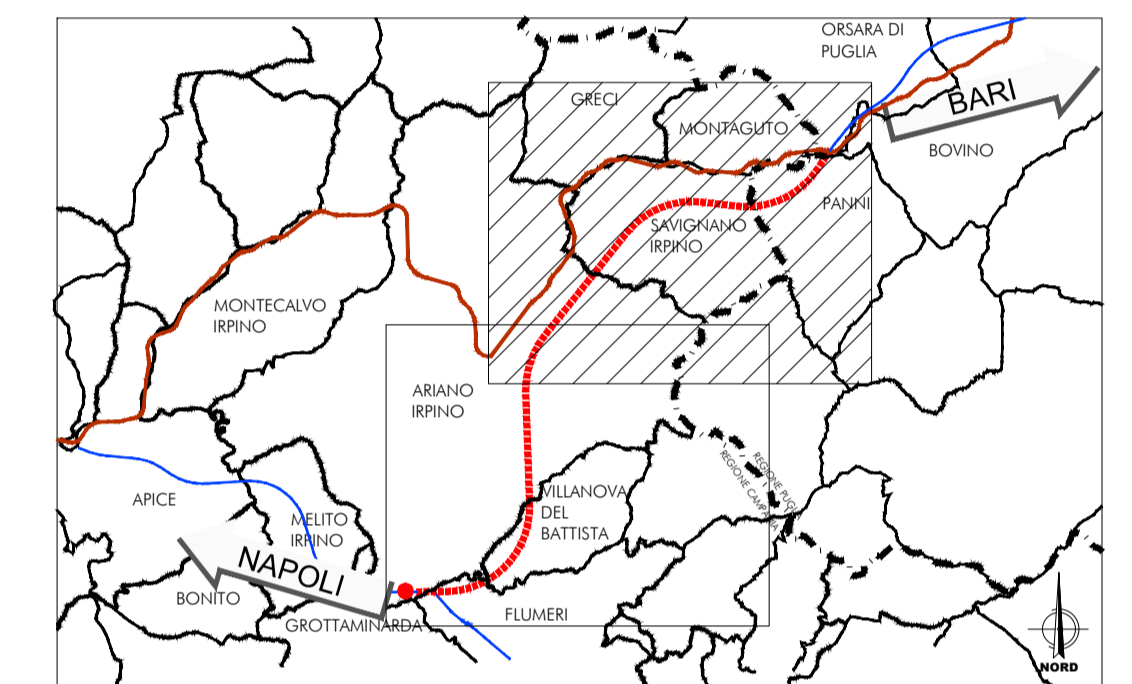 ORSARA DI
PUGLIA
GRECI
BARI
MONTAGUTO
BOVINO
PANNI
SAVIGNANO
IRPINO
MONTECALVO
IRPINO
ARIANO
IRPINO
REGIONE PUGLIA
REGIONE CAMPANIA
APICE
VILLANOVA
DEL
BATTISTA
MELITO
IRPINO
NAPOLI
BONITO
FLUMERI
GROTTAMINARDA
NORD